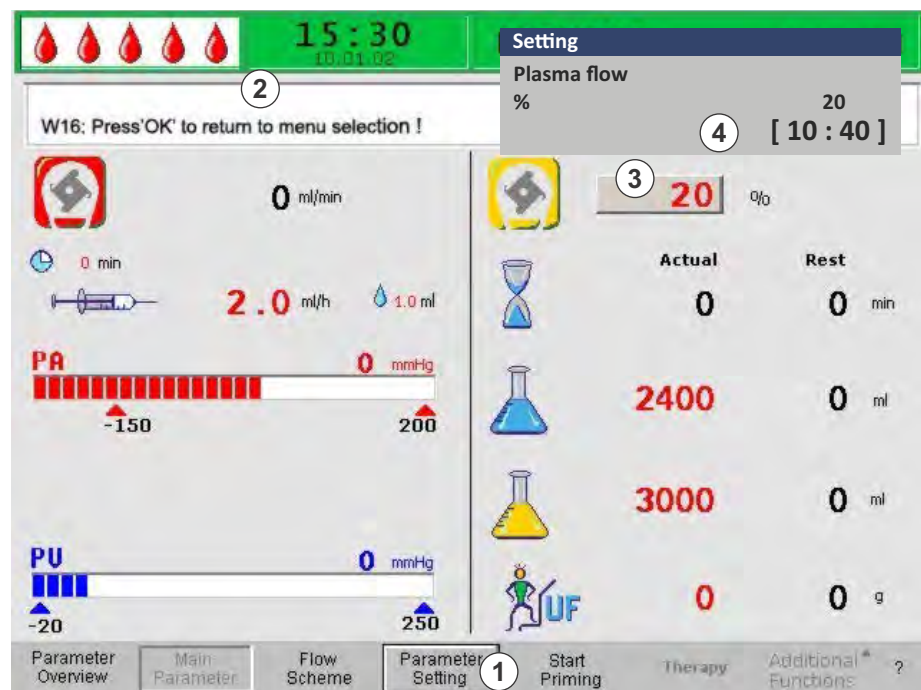 15:30
10.01.02
Setting
Plasma flow
% 20
[ 10 : 40 ]
2
4
W16: Press'OK' to return to menu selection !
0 ml/min
3
20 %
0 min
2.0 ml/h 1.0 ml
PA 0 mmHg
-150 200
PV 0 mmHg
-20 250
Actual Rest
0 0 min
2400 0 ml
3000 0 ml
UF 0 0 g
Parameter Overview
Main Parameter
Flow Scheme
Parameter Setting
1
Start Priming
Therapy
Additional Functions
?